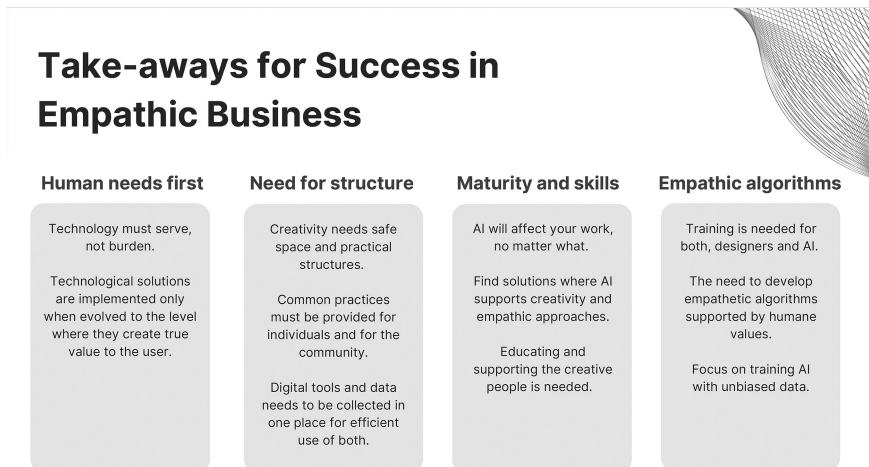 Take-aways for Success in
Empathic Business
Human needs first
Technology must serve,
not burden.
Technological solutions
are implemented only
when evolved to the level
where they create true
value to the user.
Need for structure
Creativity needs safe
space and practical
structures.
Common practices
must be provided for
individuals and for the
community.
Digital tools and data
needs to be collected in
one place for efficient
use of both.
Maturity and skills
AI will affect your work,
no matter what.
Find solutions where AI
supports creativity and
empathic approaches.
Educating and
supporting the creative
people is needed.
Empathic algorithms
Training is needed for
both, designers and AI.
The need to develop
empathetic algorithms
supported by humane
values.
Focus on training AI
with unbiased data.